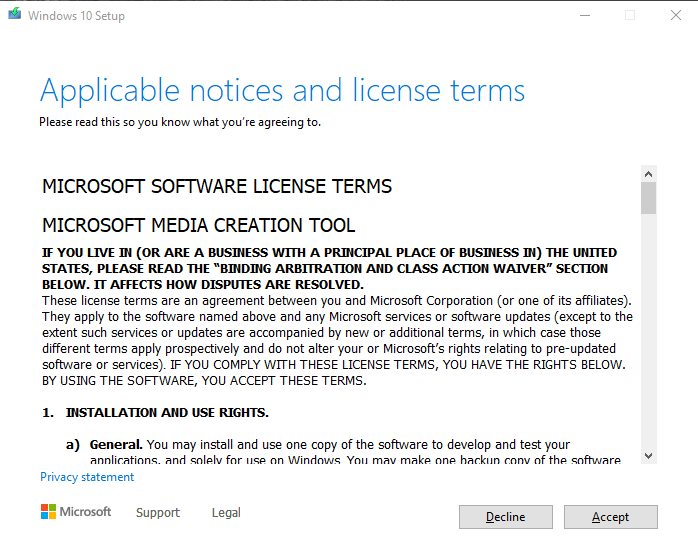 Windows 10 Setup
Applicable notices and license terms
Please read this so you know what you're agreeing to.
MICROSOFT SOFTWARE LICENSE TERMS
MICROSOFT MEDIA CREATION TOOL
IF YOU LIVE IN (OR ARE A BUSINESS WITH A PRINCIPAL PLACE OF BUSINESS IN) THE UNITED
STATES, PLEASE READ THE “BINDING ARBITRATION AND CLASS ACTION WAIVER” SECTION
BELOW. IT AFFECTS HOW DISPUTES ARE RESOLVED.
These license terms are an agreement between you and Microsoft Corporation (or one of its affiliates).
They apply to the software named above and any Microsoft services or software updates (except to the
extent such services or updates are accompanied by new or additional terms, in which case those
different terms apply prospectively and do not alter your or Microsoft’s rights relating to pre-updated
software or services). IF YOU COMPLY WITH THESE LICENSE TERMS, YOU HAVE THE RIGHTS BELOW.
BY USING THE SOFTWARE, YOU ACCEPT THESE TERMS.
1. INSTALLATION AND USE RIGHTS.
a) General. You may install and use one copy of the software to develop and test your
applications, and solely for use on Windows. You may make one backup copy of the software
Privacy statement
Microsoft Support Legal Decline Accept